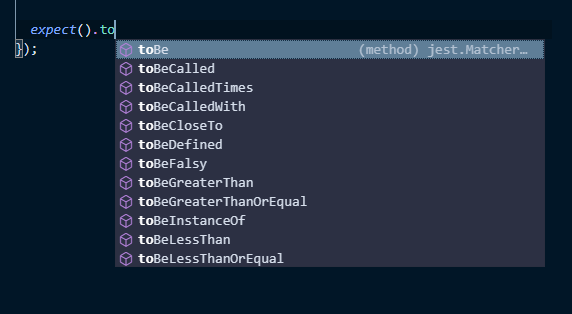 expect().to
});
toBe (method) jest.Matcher…
toBeCalled
toBeCalledTimes
toBeCalledWith
toBeCloseTo
toBeDefined
toBeFalsy
toBeGreaterThan
toBeGreaterThanOrEqual
toBeInstanceOf
toBeLessThan
toBeLessThanOrEqual